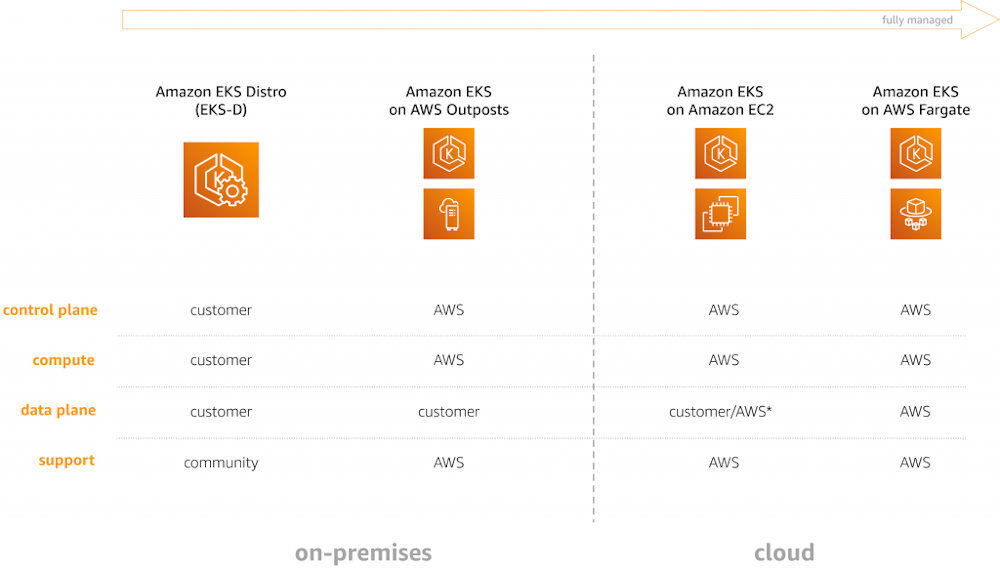 fully managed
Amazon EKS Distro
(EKS-D)
Amazon EKS
on AWS Outposts
Amazon EKS
on Amazon EC2
Amazon EKS
on AWS Fargate
K
K
K
K
control plane customer AWS AWS AWS
compute customer AWS AWS AWS
data plane customer customer customer/AWS* AWS
support community AWS AWS AWS
on-premises cloud